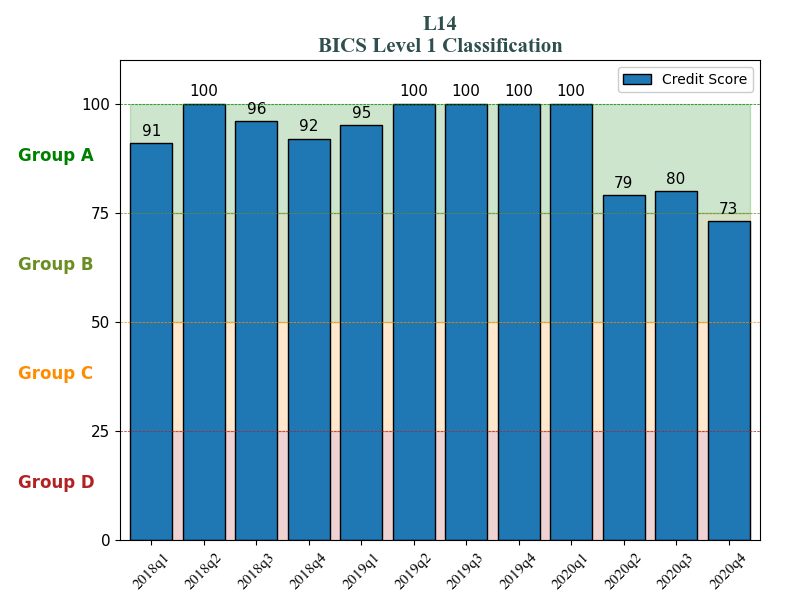 L14
BICS Level 1 Classification
Credit Score
100
75
50
25
0
Group A
Group B
Group C
Group D
91
100
96
92
95
100
100
100
100
79
80
73
2018q1
2018q2
2018q3
2018q4
2019q1
2019q2
2019q3
2019q4
2020q1
2020q2
2020q3
2020q4